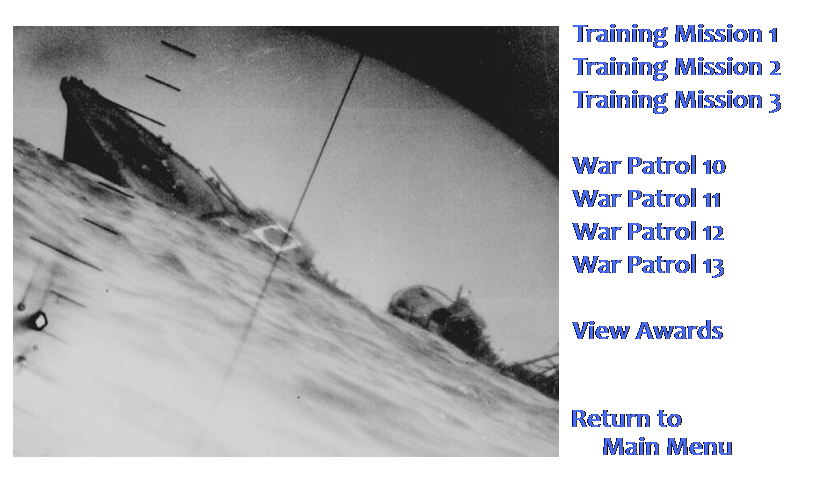 Training Mission 1
Training Mission 2
Training Mission 3
War Patrol 10
War Patrol 11
War Patrol 12
War Patrol 13
View Awards
Return to
Main Menu